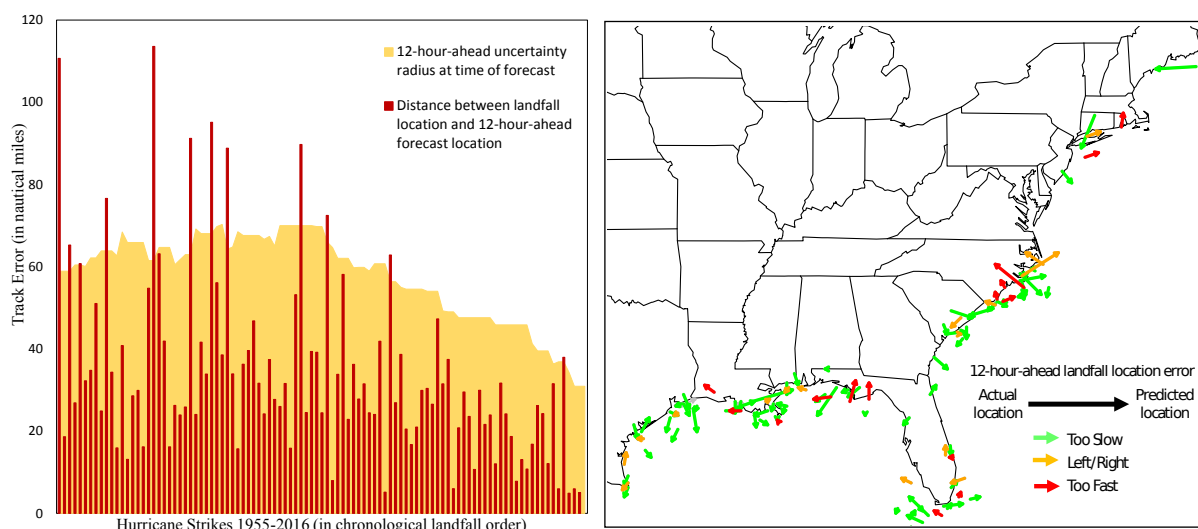 120
100
80
60
40
20
0
Track Error (in nautical miles)
12-hour-ahead uncertainty
radius at time of forecast
Distance between landfall
location and 12-hour-ahead
forecast location
Hurricane Strikes 1955-2016 (in chronological landfall order)
12-hour-ahead landfall location error
Actual
location
Predicted
location
Too Slow
Left/Right
Too Fast